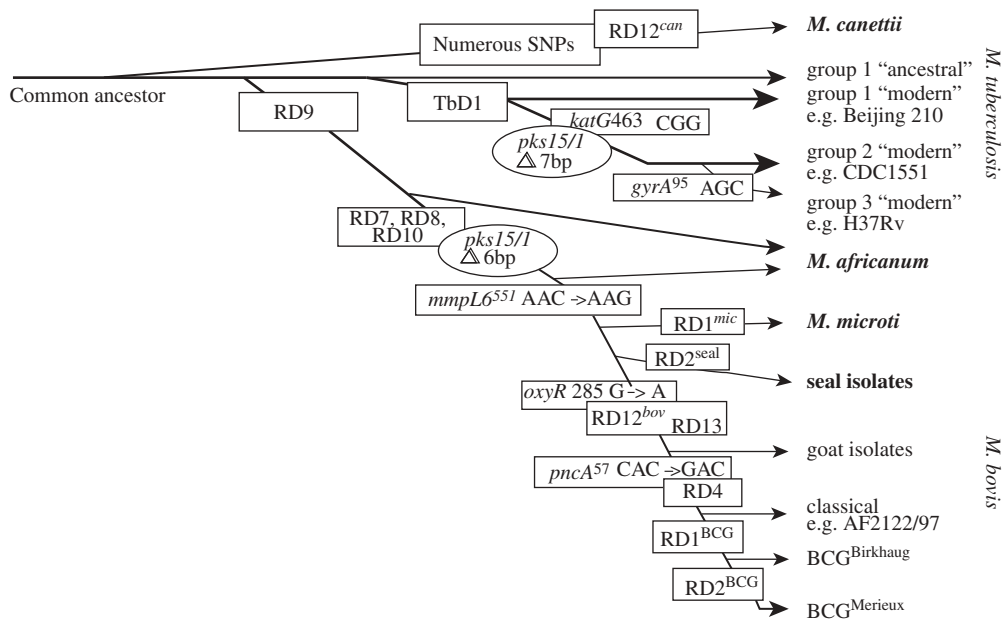 Numerous SNPs
RD12can
M. canettii
Common ancestor
group 1 “ancestral”
RD9
TbD1
group 1 “modern”
e.g. Beijing 210
katG463 CGG
pks15/1
△ 7bp
group 2 “modern”
e.g. CDC1551
gyrA95 AGC
group 3 “modern”
e.g. H37Rv
M. tuberculosis
RD7, RD8,
RD10
pks15/1
△ 6bp
M. africanum
mmpL6551 AAC ->AAG
RD1mic
M. microti
RD2seal
seal isolates
oxyR 285 G-> A
RD12bov RD13
goat isolates
pncA57 CAC ->GAC
RD4
classical
e.g. AF2122/97
RD1BCG
BCGBirkhaug
RD2BCG
BCGMerieux
M. bovis